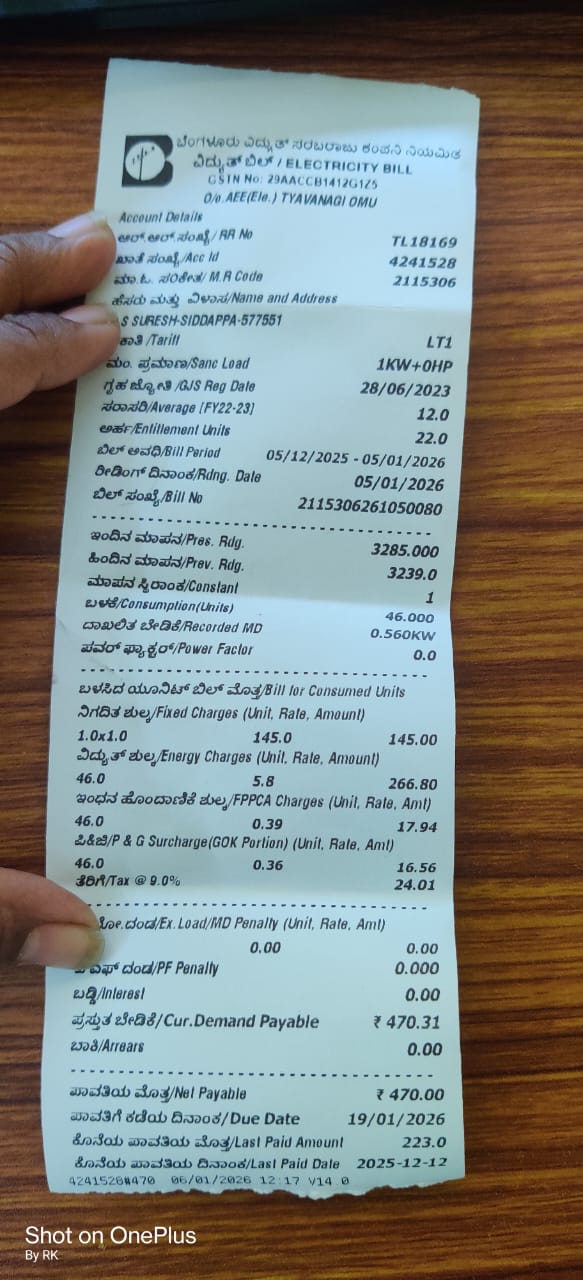 ಬೆಂಗಳೂರು ವಿದ್ಯುತ್ ಸರಬರಾಜು ಕಂಪನಿ ನಿಯಮಿತ
ವಿದ್ಯುತ್ ಬಿಲ್ / ELECTRICITY BILL
GSTN No: 29AACCB1412G1Z5
O/o.AEE(Ele.) TYAVANAGI OMU
Account Details
ಆರ್.ಆರ್.ಸಂಖ್ಯೆ/ RR No TL18169
ಖಾತೆ ಸಂಖ್ಯೆ/Acc Id 4241528
ಮಾ.ಓ. ಸಂಕೇತ/ M.R Code 2115306
ಹೆಸರು ಮತ್ತು ವಿಳಾಸ/Name and Address
S SURESH-SIDDAPPA-577551
/Tariff LT1
ಮಂ. ಪ್ರಮಾಣ/Sanc Load 1KW+0HP
ಗೃಹ ಜ್ಯೋತಿ /GJS Reg Date 28/06/2023
ಸರಾಸರಿ/Average [FY22-23] 12.0
ಅರ್ಹ/Entitlement Units 22.0
ಬಿಲ್ ಅವಧಿ/Bill Period 05/12/2025 - 05/01/2026
ರೀಡಿಂಗ್ ದಿನಾಂಕ/Rdng. Date 05/01/2026
ಬಿಲ್ ಸಂಖ್ಯೆ/Bill No 2115306261050080
ಇಂದಿನ ಮಾಪನ/Pres. Rdg. 3285.000
ಹಿಂದಿನ ಮಾಪನ/Prev. Rdg. 3239.0
ಮಾಪನ ಸ್ಥಿರಾಂಕ/Constant 1
ಬಳಕೆ/Consumption(Units) 46.000
ದಾಖಲಿತ ಬೇಡಿಕೆ/Recorded MD 0.560KW
ಪವರ್ ಫ್ಯಾಕ್ಟರ್/Power Factor 0.0
ಬಳಸಿದ ಯೂನಿಟ್ ಬಿಲ್ ಮೊತ್ತ/Bill for Consumed Units
ನಿಗದಿತ ಶುಲ್ಕ/Fixed Charges (Unit, Rate, Amount)
1.0x1.0 145.0 145.00
ವಿದ್ಯುತ್ ಶುಲ್ಕ/Energy Charges (Unit, Rate, Amount)
46.0 5.8 266.80
ಇಂಧನ ಹೊಂದಾಣಿಕೆ ಶುಲ್ಕ/FPPCA Charges (Unit, Rate, Amt)
46.0 0.39 17.94
ಪಿ&ಜಿ/P & G Surcharge(GOK Portion) (Unit, Rate, Amt)
46.0 0.36 16.56
ತೆರಿಗೆ/Tax @ 9.0% 24.01
ಲೋ.ದಂಡ/Ex.Load/MD Penalty (Unit, Rate, Amt)
0.00 0.00
ಎಫ್ ದಂಡ/PF Penalty 0.000
ಬಡ್ಡಿ/Interest 0.00
ಪ್ರಸ್ತುತ ಬೇಡಿಕೆ/Cur.Demand Payable ₹ 470.31
ಬಾಕಿ/Arrears 0.00
ಪಾವತಿಯ ಮೊತ್ತ/Net Payable ₹ 470.00
ಪಾವತಿಗೆ ಕಡೆಯ ದಿನಾಂಕ/Due Date 19/01/2026
ಕೊನೆಯ ಪಾವತಿಯ ಮೊತ್ತ/Last Paid Amount 223.0
ಕೊನೆಯ ಪಾವತಿಯ ದಿನಾಂಕ/Last Paid Date 2025-12-12
4241528#470 06/01/2026 12:17 V14.0
Shot on OnePlus
By RK